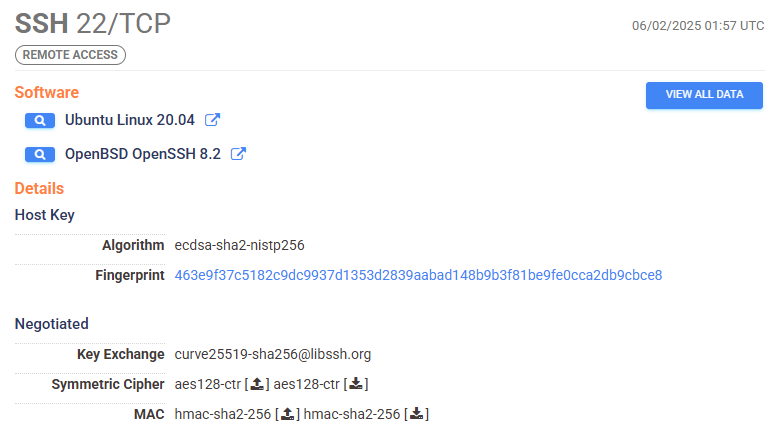 SSH 22/TCP
06/02/2025 01:57 UTC
REMOTE ACCESS
Software
VIEW ALL DATA
Ubuntu Linux 20.04
OpenBSD OpenSSH 8.2
Details
Host Key
Algorithm ecdsa-sha2-nistp256
Fingerprint 463e9f37c5182c9dc9937d1353d2839aabad148b9b3f81be9fe0cca2db9cbce8
Negotiated
Key Exchange curve25519-sha256@libssh.org
Symmetric Cipher aes128-ctr [ ] aes128-ctr [ ]
MAC hmac-sha2-256 [ ] hmac-sha2-256 [ ]